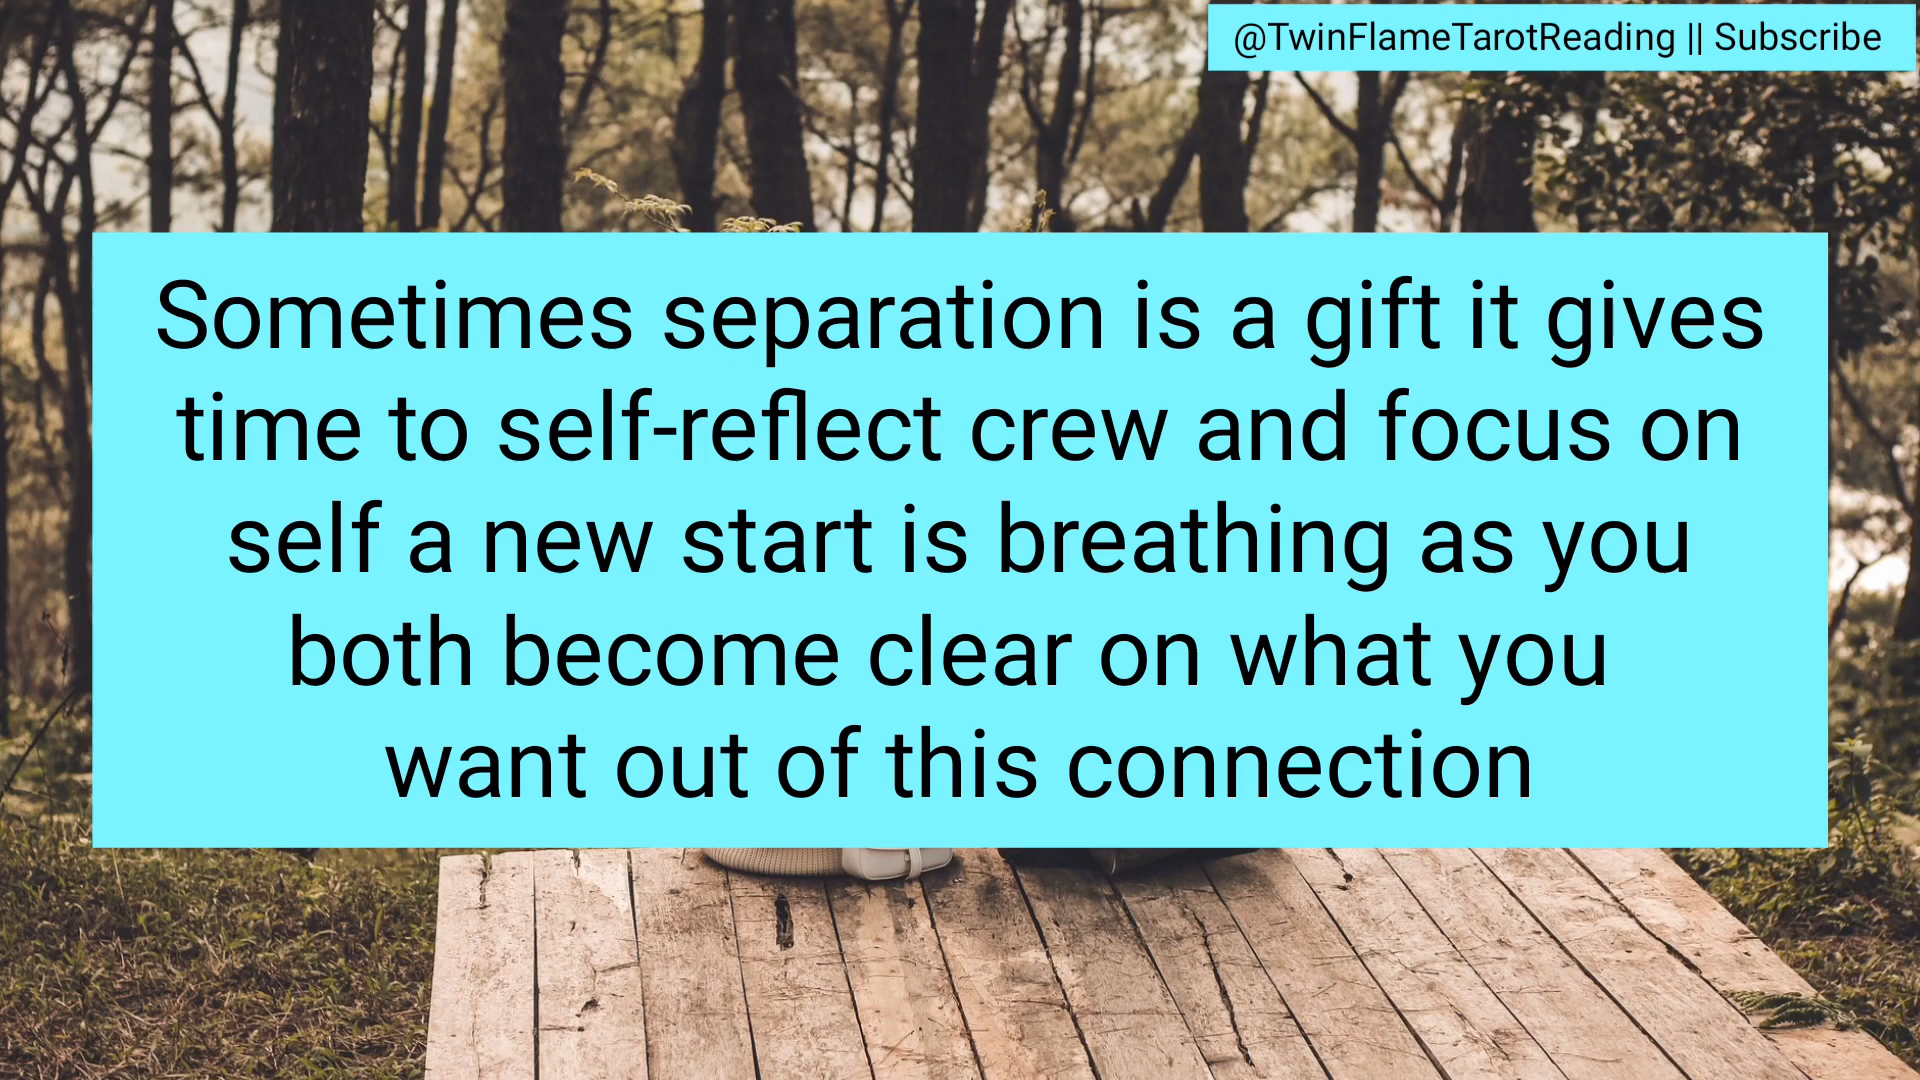 @TwinFlameTarotReading || Subscribe
Sometimes separation is a gift it gives
time to self-reflect crew and focus on
self a new start is breathing as you
both become clear on what you
want out of this connection